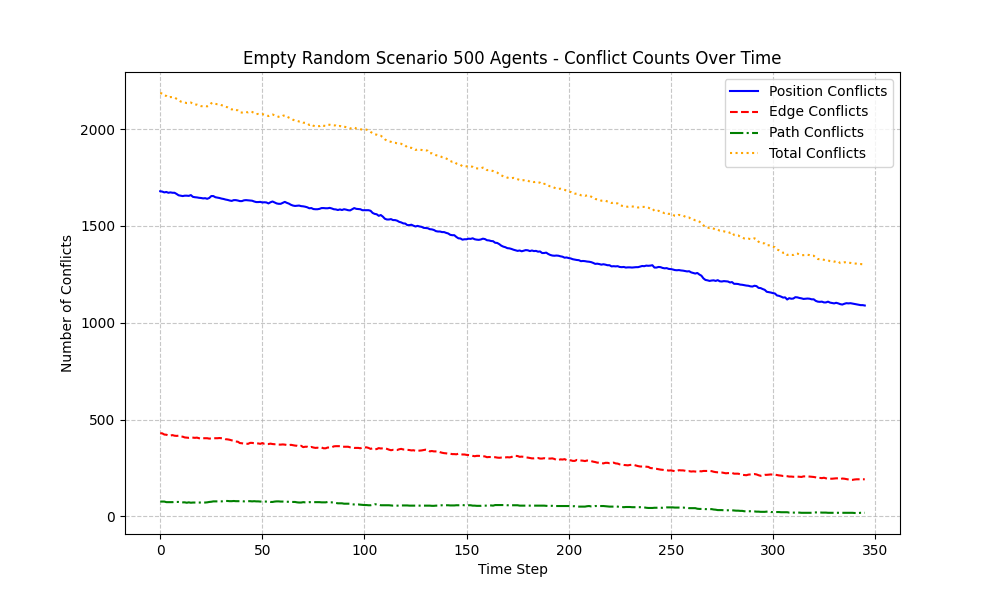 Empty Random Scenario 500 Agents - Conflict Counts Over Time
Position Conflicts
Edge Conflicts
Path Conflicts
Total Conflicts
Number of Conflicts
2000
1500
1000
500
0
0 50 100 150 200 250 300 350
Time Step